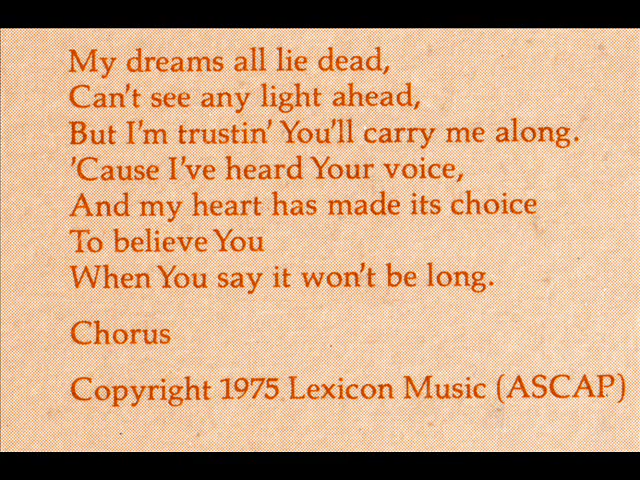 My dreams all lie dead,
Can't see any light ahead,
But I'm trustin' You'll carry me along.
'Cause I've heard Your voice,
And my heart has made its choice
To believe You
When You say it won't be long.
Chorus
Copyright 1975 Lexicon Music (ASCAP)